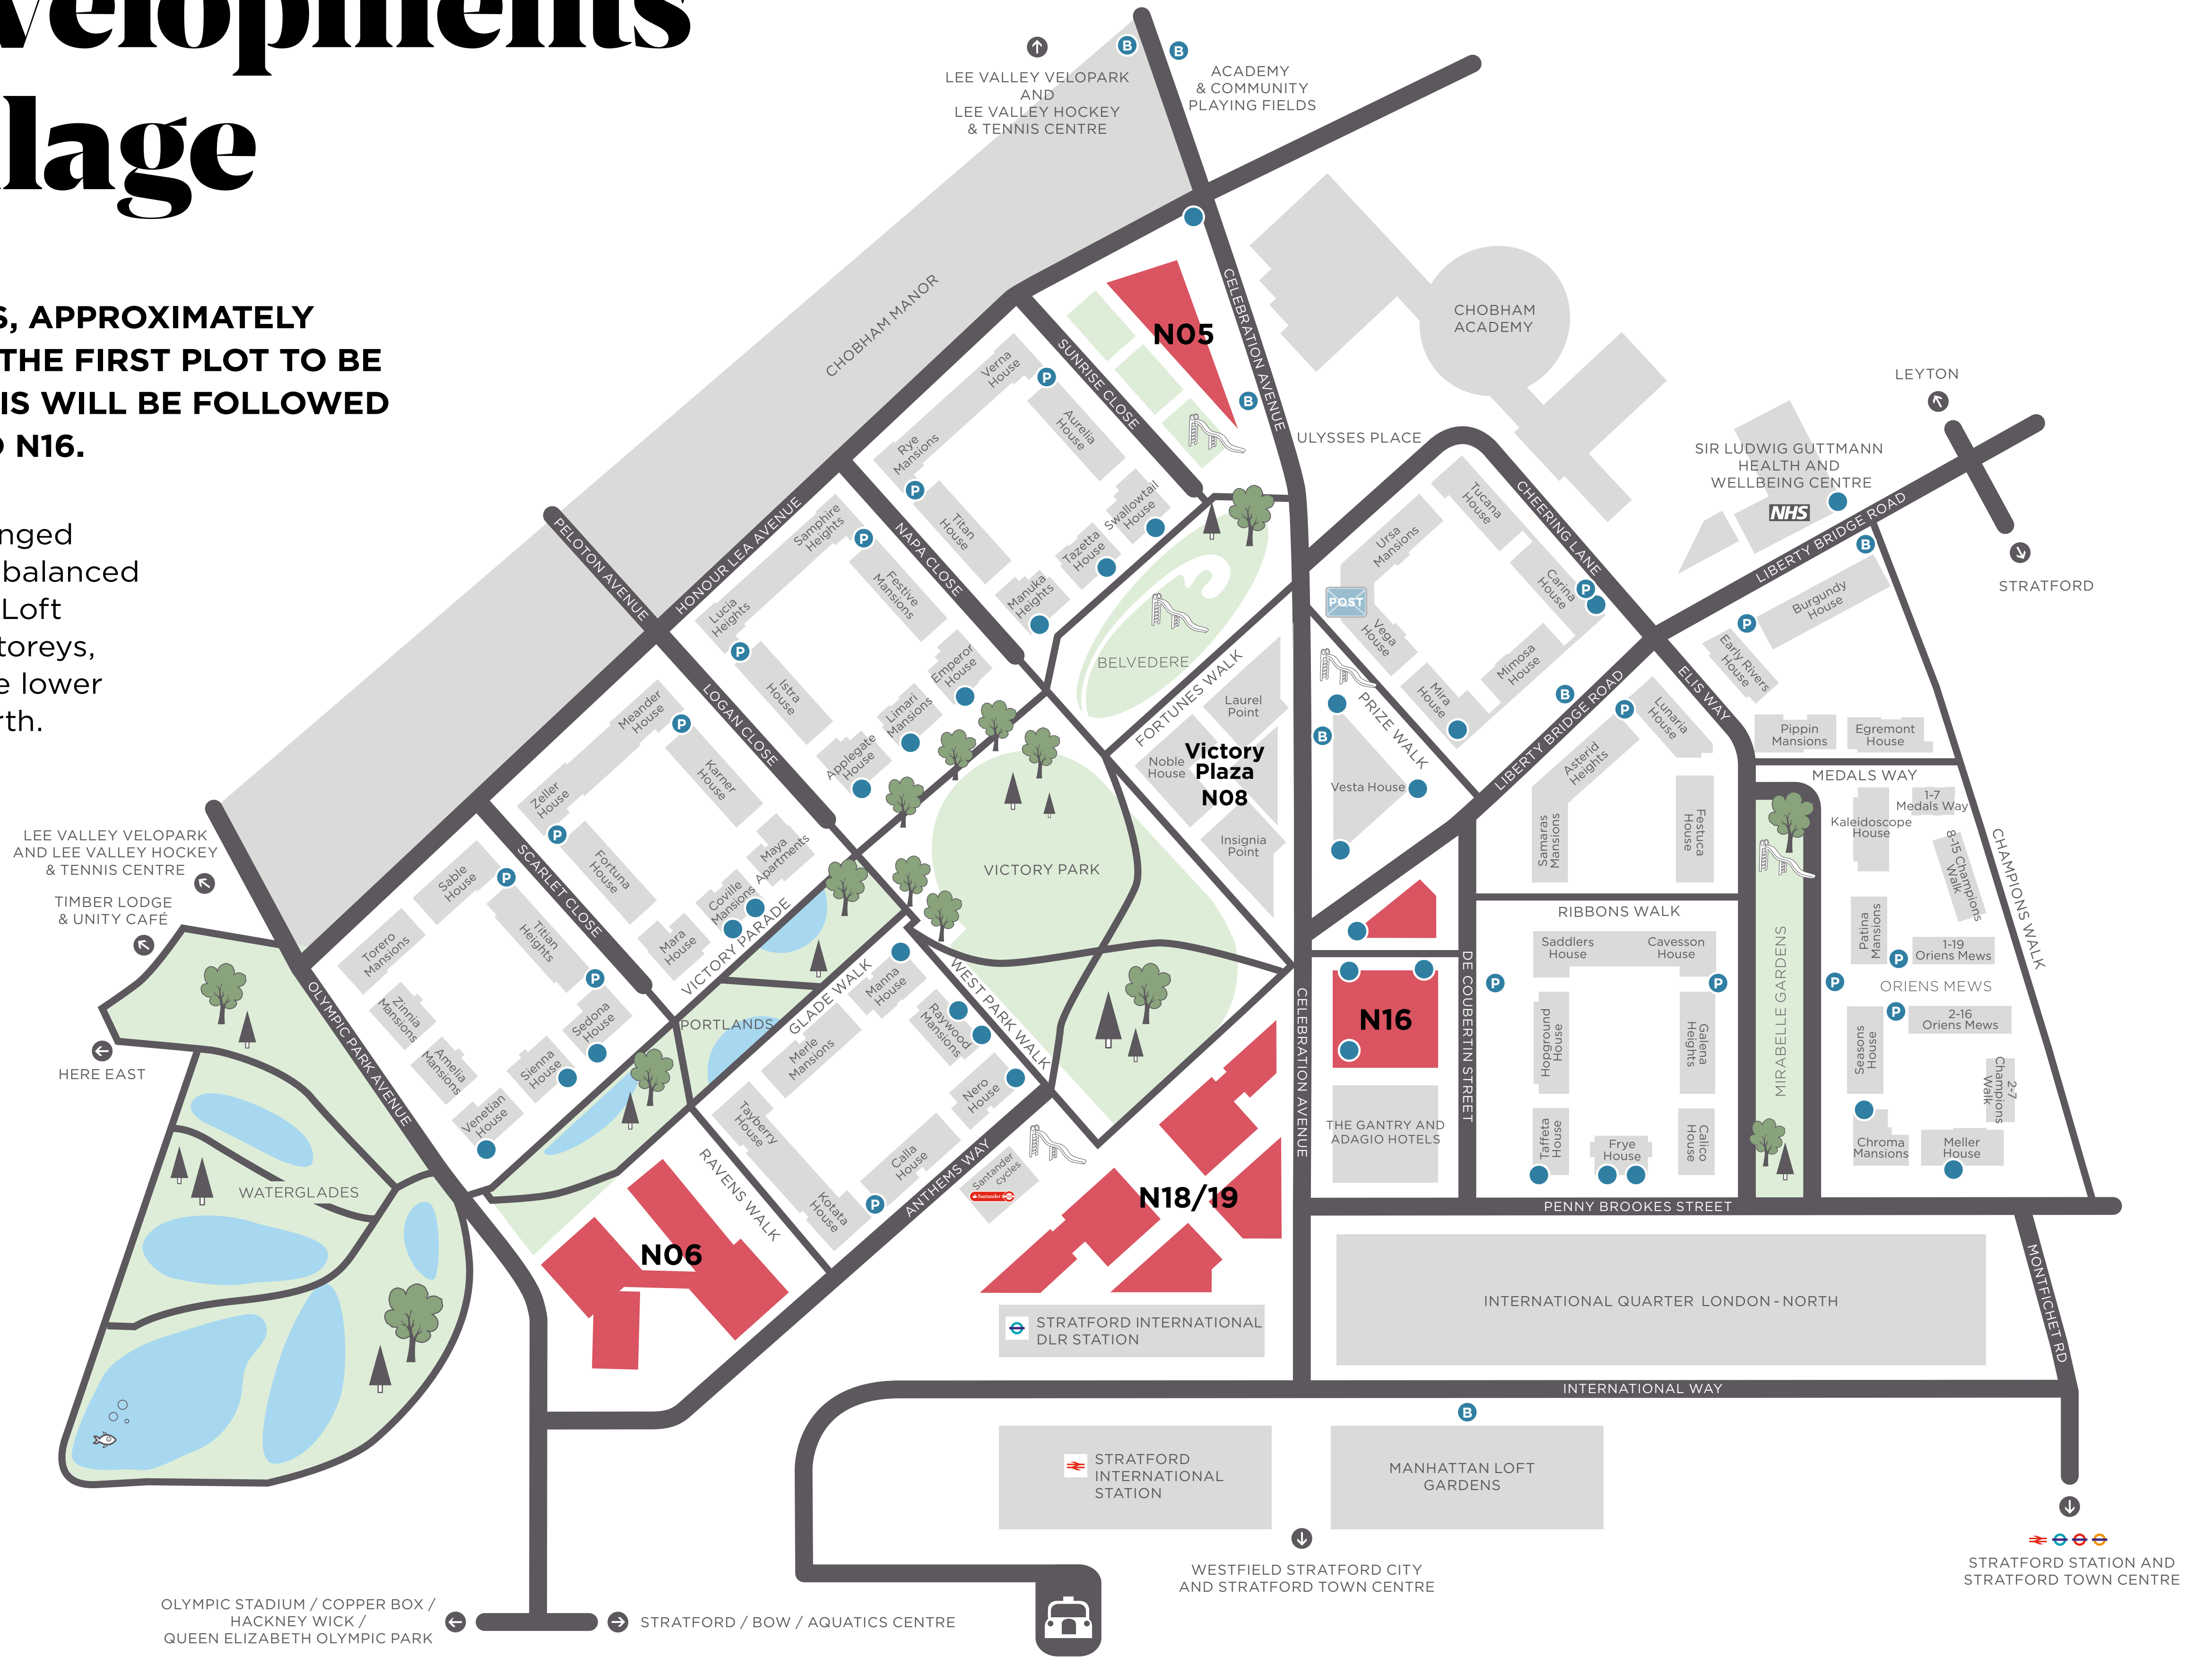 velopments
lage
S, APPROXIMATELY
THE FIRST PLOT TO BE
IS WILL BE FOLLOWED
N16.
nged
balanced
Loft
toreys,
e lower
rth.
LEE VALLEY VELOPARK
AND
LEE VALLEY HOCKEY
& TENNIS CENTRE
B
B
ACADEMY
& COMMUNITY
PLAYING FIELDS
CHOBHAM MANOR
N05
CELEBRATION AVENUE
B
SUNRISE CLOSE
CHOBHAM
ACADEMY
ULYSSES PLACE
LEYTON
STRATFORD
SIR LUDWIG GUTTMANN
HEALTH AND
WELLBEING CENTRE
NHS
LIBERTY BRIDGE ROAD
B
Verna
House
P
Aurelia
House
Rye
Mansions
P
Titan
House
Swallowtail
House
Tazetta
House
Manuka
Heights
NAPA CLOSE
HONOUR LEA AVENUE
PELOTON AVENUE
Samphire
Heights
P
Festive
Mansions
Lucia
Heights
P
Istra
House
Emperor
House
Limari
Mansions
Applegate
House
LOGAN CLOSE
Meander
House
P
Karner
House
Zeller
House
P
Fortuna
House
Maya
Apartments
Coville
Mansions
Mara
House
SCARLET CLOSE
Sable
House
P
Titian
Heights
P
Torero
Mansions
Zinnia
Mansions
Amelia
Mansions
Venetian
House
Sienna
House
Sedona
House
OLYMPIC PARK AVENUE
VICTORY PARADE
PORTLANDS
GLADE WALK
BELVEDERE
FORTUNES WALK
Laurel
Point
Noble
House
Victory
Plaza
N08
Insignia
Point
VICTORY PARK
WEST PARK WALK
Manna
House
Raywood
Mansions
Merle
Mansions
Nero
House
Tayberry
House
Calla
House
P
Kotata
House
RAVENS WALK
ANTHEMS WAY
Santander
cycles
Santander
N06
N18/19
POST
Ursa
Mansions
Tucana
House
CHEERING LANE
Carina
House
P
Vega
House
Mira
House
Mimosa
House
PRIZE WALK
B
Vesta House
LIBERTY BRIDGE ROAD
B
P
Lunaria
House
Asterid
Heights
Samaras
Mansions
Festuca
House
ELIS WAY
P
Early Rivers
House
Burgundy
House
Pippin
Mansions
Egremont
House
MEDALS WAY
1-7
Medals Way
Kaleidoscope
House
8-15 Champions
Walk
CHAMPIONS WALK
Patina
Mansions
P
1-19
Oriens Mews
P
ORIENS MEWS
P
2-16
Oriens Mews
Seasons
House
2-7
Champions
Walk
Chroma
Mansions
Meller
House
MIRABELLE GARDENS
RIBBONS WALK
Saddlers
House
Cavesson
House
P
P
Hopground
House
Galena
Heights
Taffeta
House
Frye
House
Calico
House
DE COUBERTIN STREET
CELEBRATION AVENUE
N16
THE GANTRY AND
ADAGIO HOTELS
PENNY BROOKES STREET
INTERNATIONAL QUARTER LONDON - NORTH
MONTFICHET RD
INTERNATIONAL WAY
STRATFORD INTERNATIONAL
DLR STATION
B
STRATFORD
INTERNATIONAL
STATION
MANHATTAN LOFT
GARDENS
WESTFIELD STRATFORD CITY
AND STRATFORD TOWN CENTRE
STRATFORD STATION AND
STRATFORD TOWN CENTRE
LEE VALLEY VELOPARK
AND LEE VALLEY HOCKEY
& TENNIS CENTRE
TIMBER LODGE
& UNITY CAFÉ
HERE EAST
WATERGLADES
OLYMPIC STADIUM / COPPER BOX /
HACKNEY WICK /
QUEEN ELIZABETH OLYMPIC PARK
STRATFORD / BOW / AQUATICS CENTRE